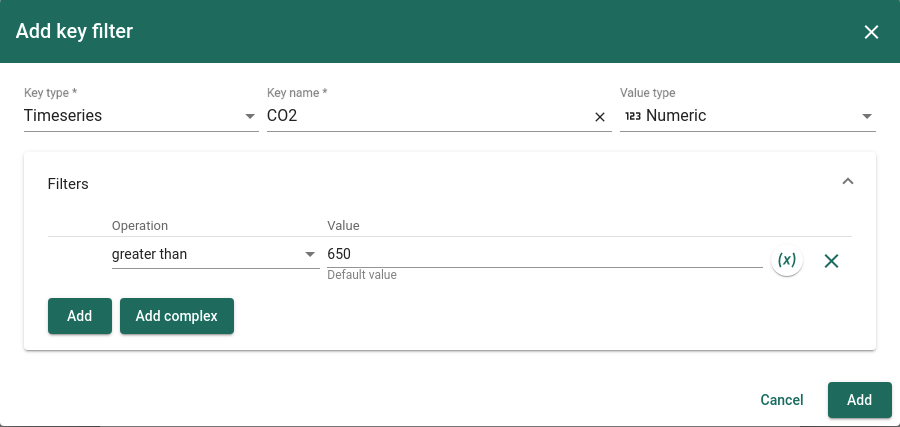 Add key filter
Key type * Key name * Value type
Timeseries CO2 123 Numeric
Filters
Operation Value
greater than 650 (x)
Default value
Add Add complex
Cancel Add